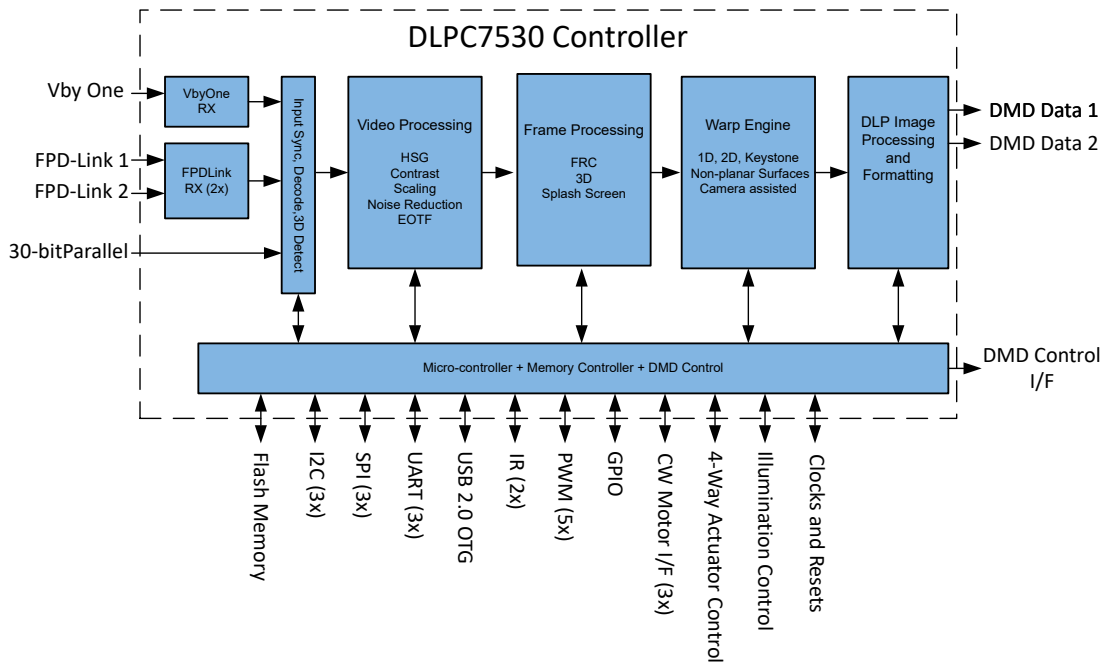 DLPC7530 Controller
Vby One
FPD-Link 1
FPD-Link 2
30-bitParallel
VbyOne
RX
FPDLink
RX (2x)
Input Sync, Decode,3D Detect
Video Processing
HSG
Contrast
Scaling
Noise Reduction
EOTF
Frame Processing
FRC
3D
Splash Screen
Warp Engine
1D, 2D, Keystone
Non-planar Surfaces
Camera assisted
DLP Image
Processing
and
Formatting
DMD Data 1
DMD Data 2
Micro-controller + Memory Controller + DMD Control
DMD Control
I/F
Flash Memory
I2C (3x)
SPI (3x)
UART (3x)
USB 2.0 OTG
IR (2x)
PWM (5x)
GPIO
CW Motor I/F (3x)
4-Way Actuator Control
Illumination Control
Clocks and Resets